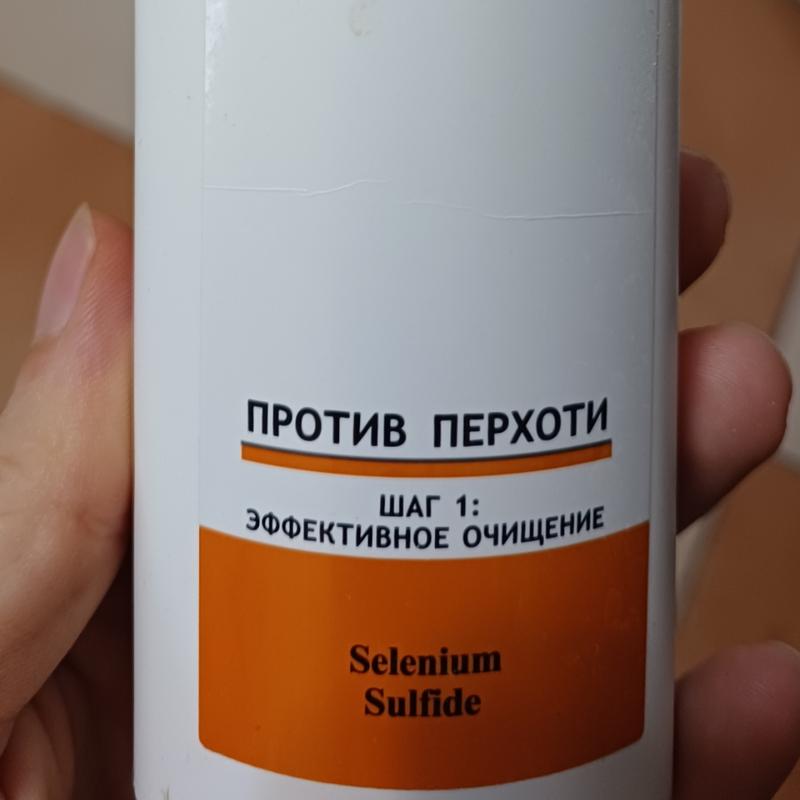 ПРОТИВ ПЕРХОТИ
ШАГ 1:
ЭФФЕКТИВНОЕ ОЧИЩЕНИЕ
Selenium
Sulfide